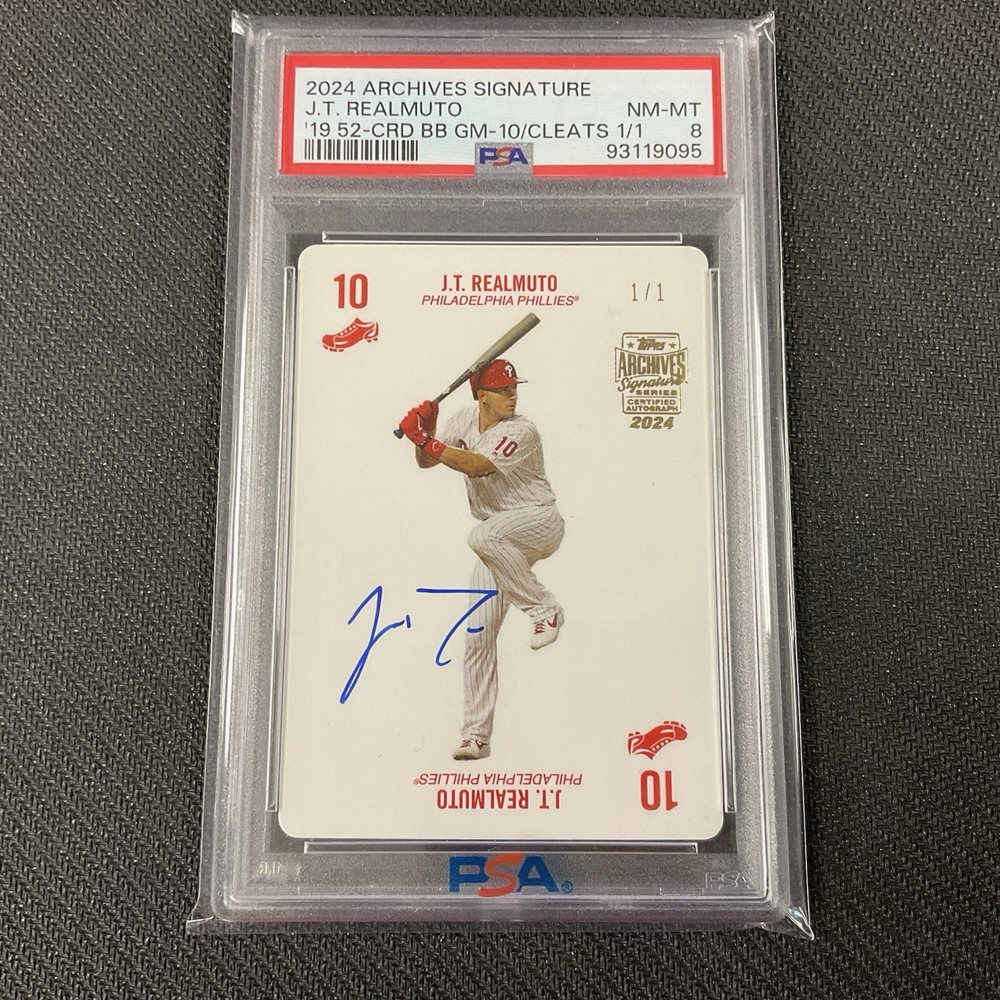 2024 ARCHIVES SIGNATURE
J.T. REALMUTO NM-MT
'19 52-CRD BB GM-10/CLEATS 1/1 8
PSA 93119095
10
J.T. REALMUTO
PHILADELPHIA PHILLIES®
1/1
Topps
ARCHIVES
Signature
SERIES
CERTIFIED
AUTOGRAPH
2024
P
10
10
J.T. REALMUTO
PHILADELPHIA PHILLIES®
PSA®
PSA